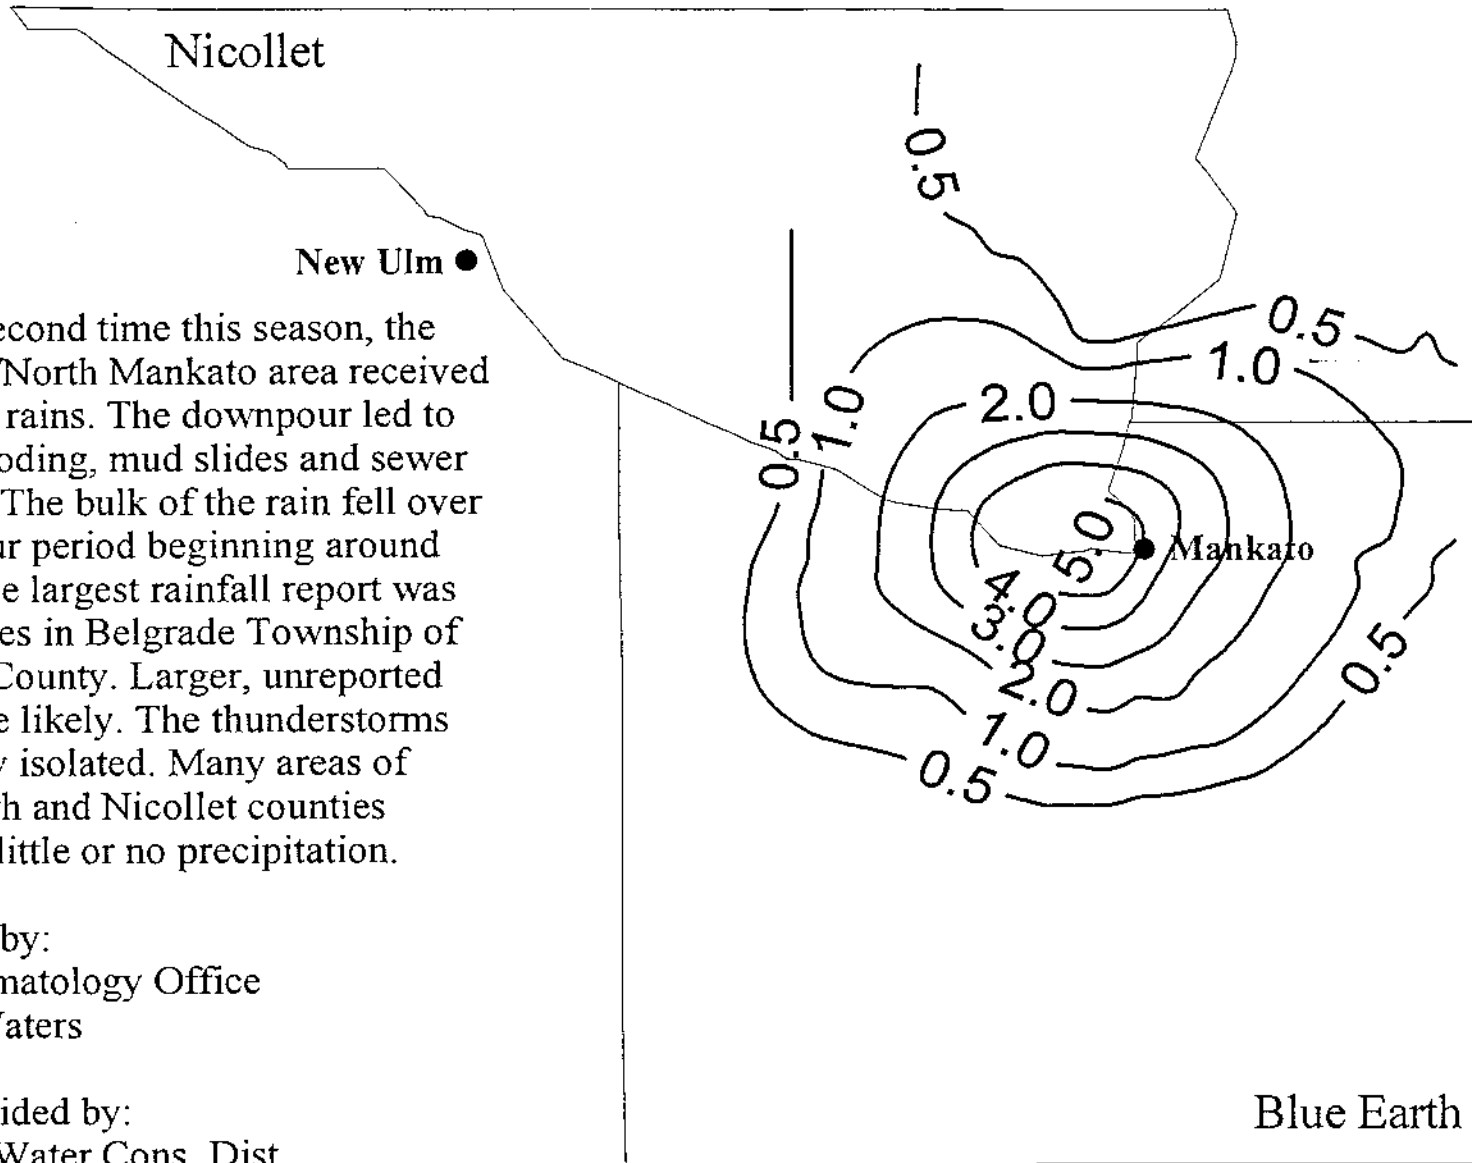 Nicollet
New Ulm
econd time this season, the
/North Mankato area received
rains. The downpour led to
oding, mud slides and sewer
The bulk of the rain fell over
ur period beginning around
e largest rainfall report was
es in Belgrade Township of
County. Larger, unreported
e likely. The thunderstorms
y isolated. Many areas of
h and Nicollet counties
little or no precipitation.
by:
matology Office
Waters
ided by:
Water Cons. Dist
0.5
0.5
1.0
2.0
1.0
0.5
5.0
Mankato
4.0
3.0
2.0
1.0
0.5
0.5
Blue Earth